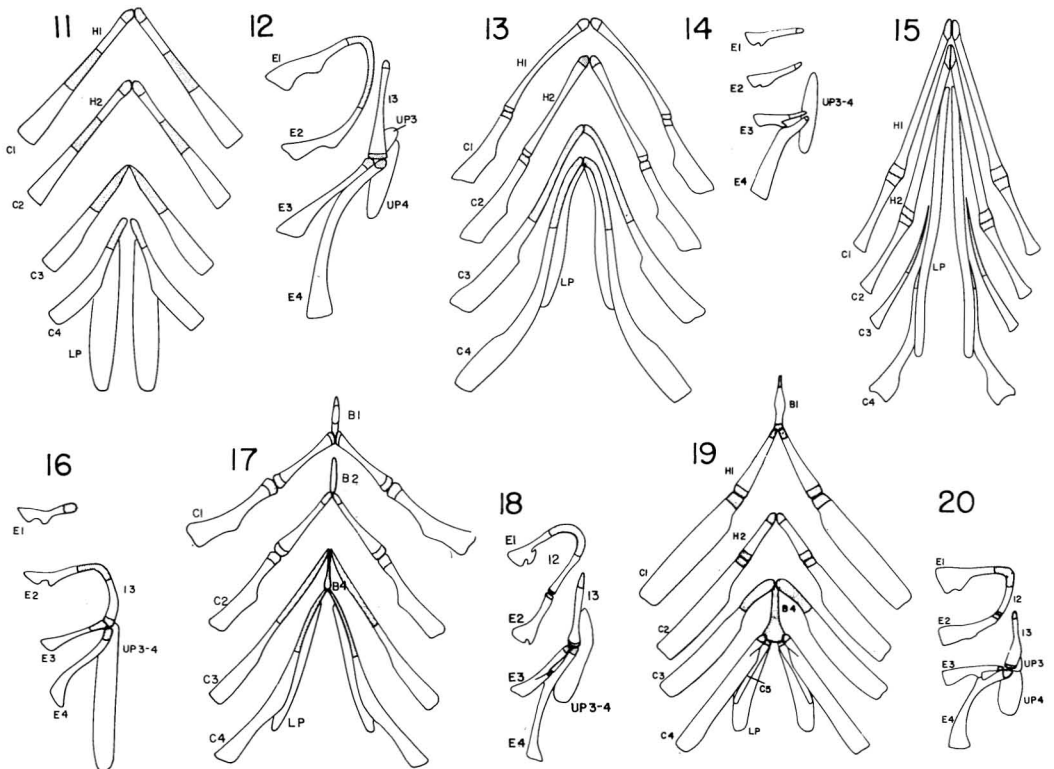 11
H1
H2
C1
C2
C3
C4
LP
12
E1
E2
I3
UP3
UP4
E3
E4
13
H1
H2
C1
C2
C3
LP
C4
14
E1
E2
UP3-4
E3
E4
15
H1
H2
C1
LP
C2
C3
C4
16
E1
E2
I3
E3
UP3-4
E4
17
B1
B2
C1
C2
B4
C3
LP
C4
18
E1
I2
E2
I3
E3
UP3-4
E4
19
B1
H1
H2
C1
B4
C2
C3
C5
C4
LP
20
E1
I2
E2
I3
E3
UP3
UP4
E4